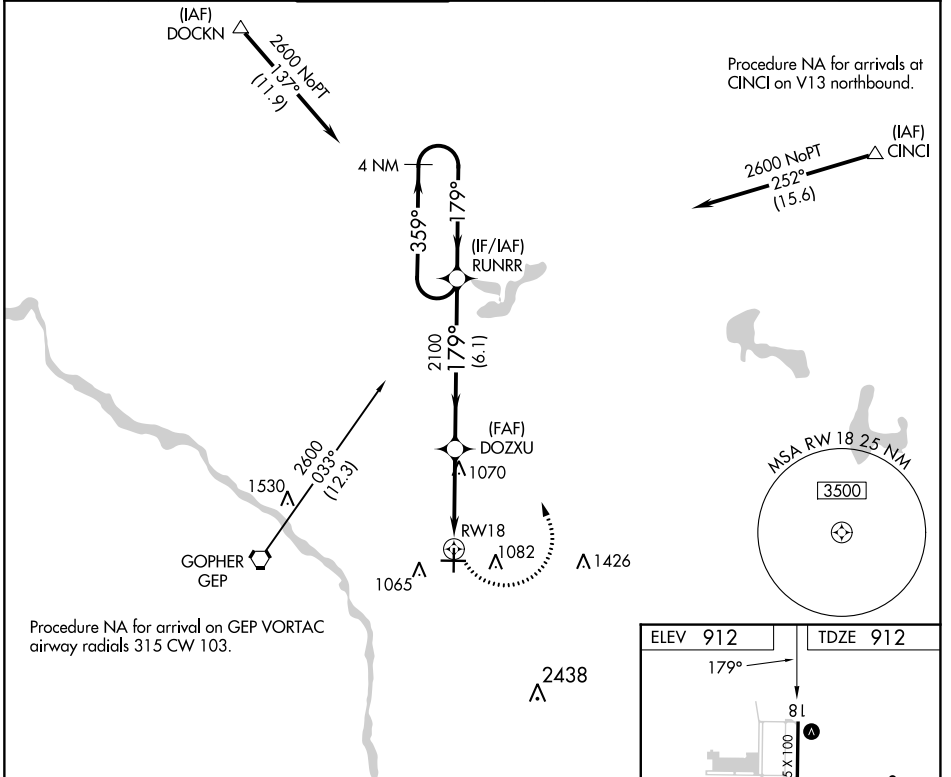 (IAF)
DOCKN
2600 NoPT
137°
(11.9)
Procedure NA for arrivals at
CINCI on V13 northbound.
(IAF)
CINCI
2600 NoPT
252°
(15.6)
4 NM
359°
179°
(IF/IAF)
RUNRR
2100
179°
(6.1)
(FAF)
DOZXU
1070
2600
033°
(12.3)
1530
GOPHER
GEP
RW18
1082
1065
1426
MSA RW 18 25 NM
3500
Procedure NA for arrival on GEP VORTAC
airway radials 315 CW 103.
2438
ELEV 912
TDZE 912
179°
18
V
5 X 100